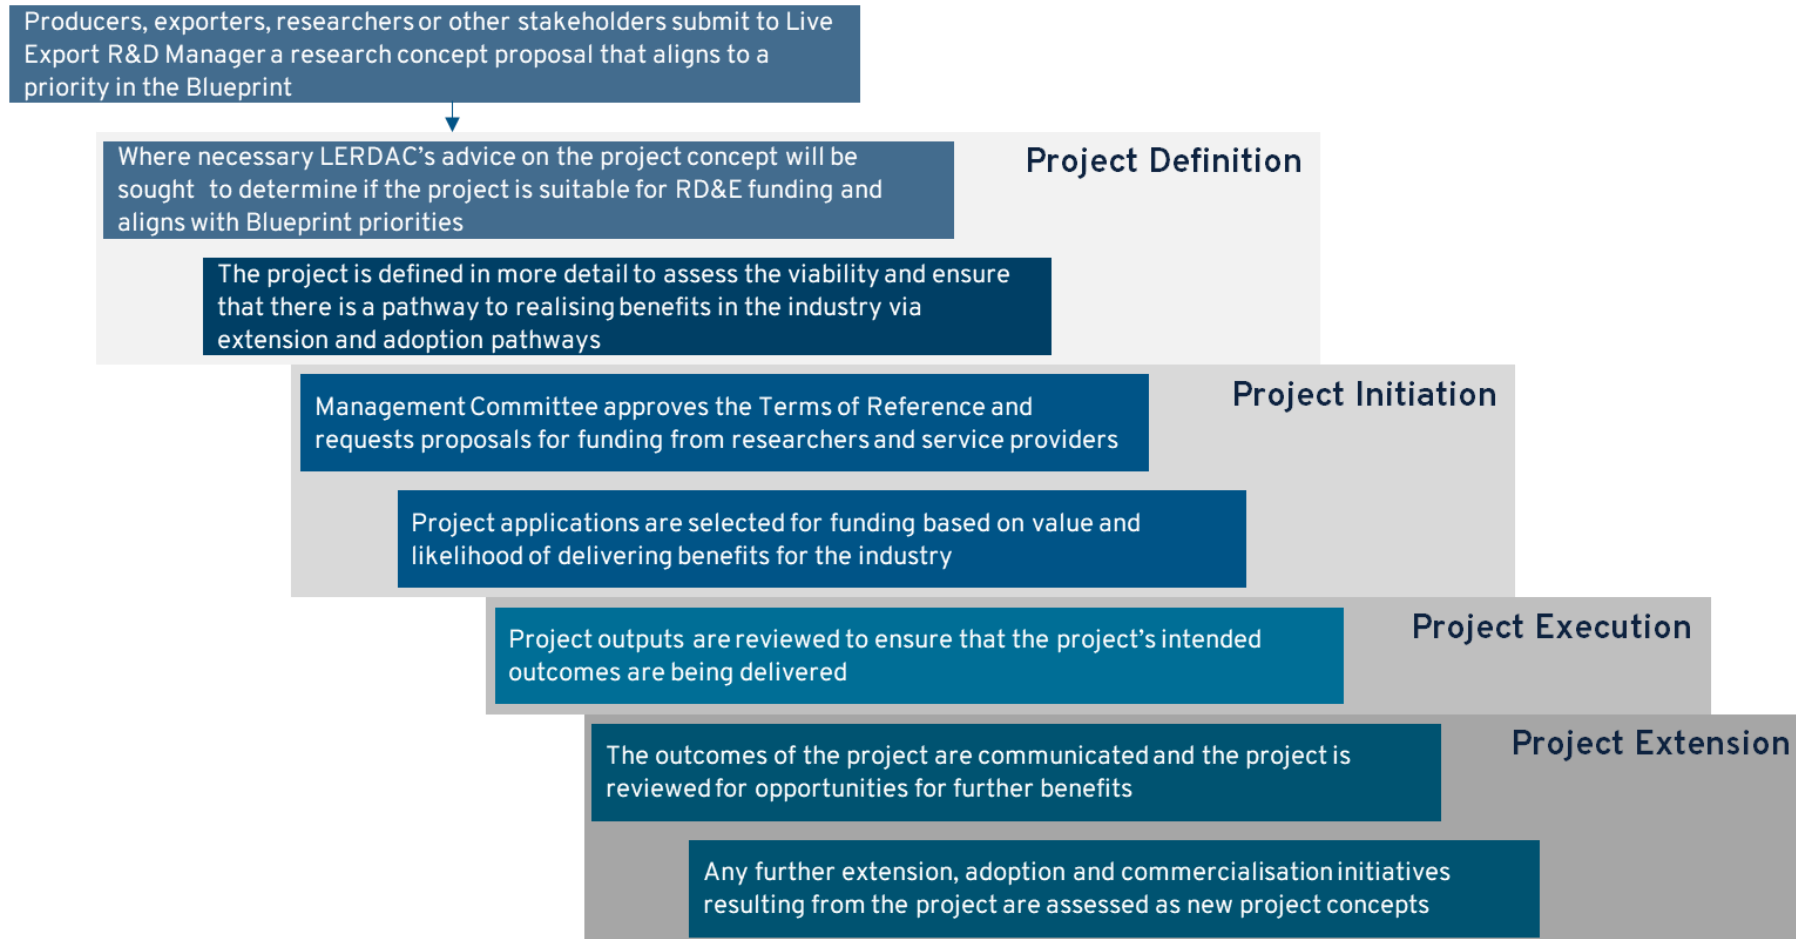 Producers, exporters, researchers or other stakeholders submit to Live
Export R&D Manager a research concept proposal that aligns to a
priority in the Blueprint
Project Definition
Where necessary LERDAC's advice on the project concept will be
sought to determine if the project is suitable for RD&E funding and
aligns with Blueprint priorities
The project is defined in more detail to assess the viability and ensure
that there is a pathway to realising benefits in the industry via
extension and adoption pathways
Project Initiation
Management Committee approves the Terms of Reference and
requests proposals for funding from researchers and service providers
Project applications are selected for funding based on value and
likelihood of delivering benefits for the industry
Project Execution
Project outputs are reviewed to ensure that the project's intended
outcomes are being delivered
Project Extension
The outcomes of the project are communicated and the project is
reviewed for opportunities for further benefits
Any further extension, adoption and commercialisation initiatives
resulting from the project are assessed as new project concepts